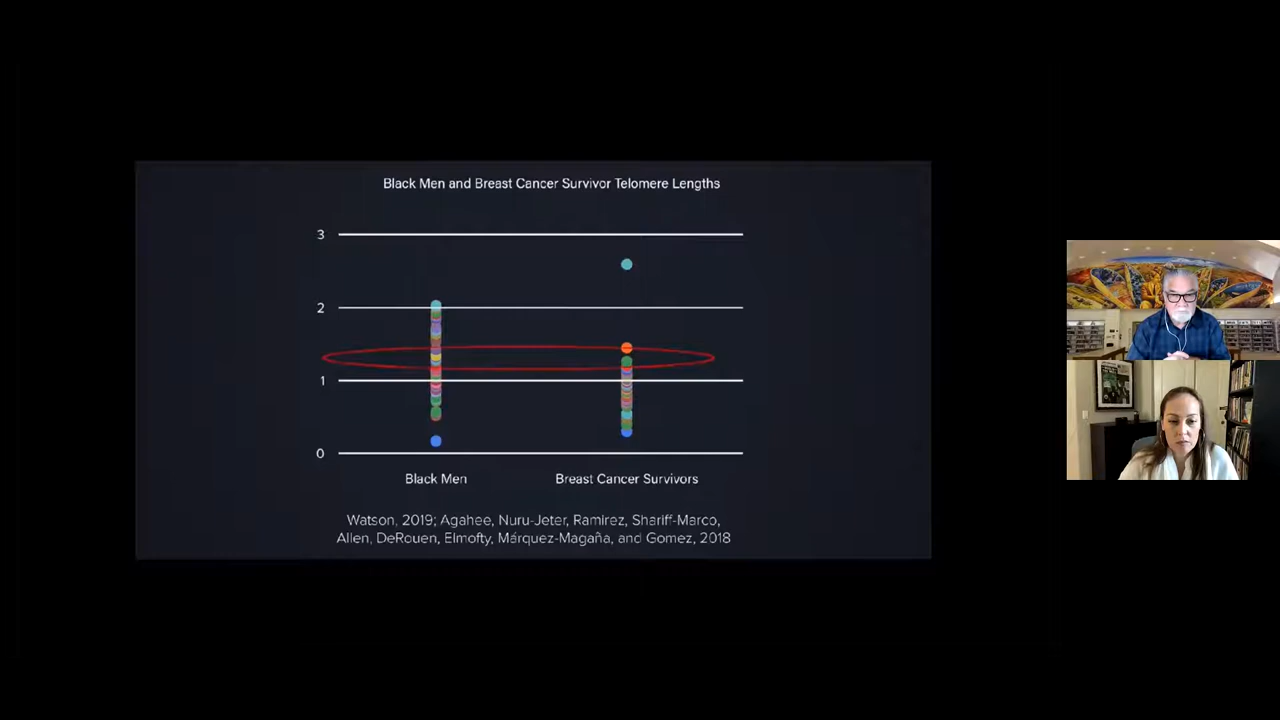 Black Men and Breast Cancer Survivor Telomere Lengths
3
2
1
0
Black Men
Breast Cancer Survivors
Watson, 2019; Agahee, Nuru-Jeter, Ramirez, Shariff-Marco,
Allen, DeRouen, Elmofty, Márquez-Magaña, and Gomez, 2018